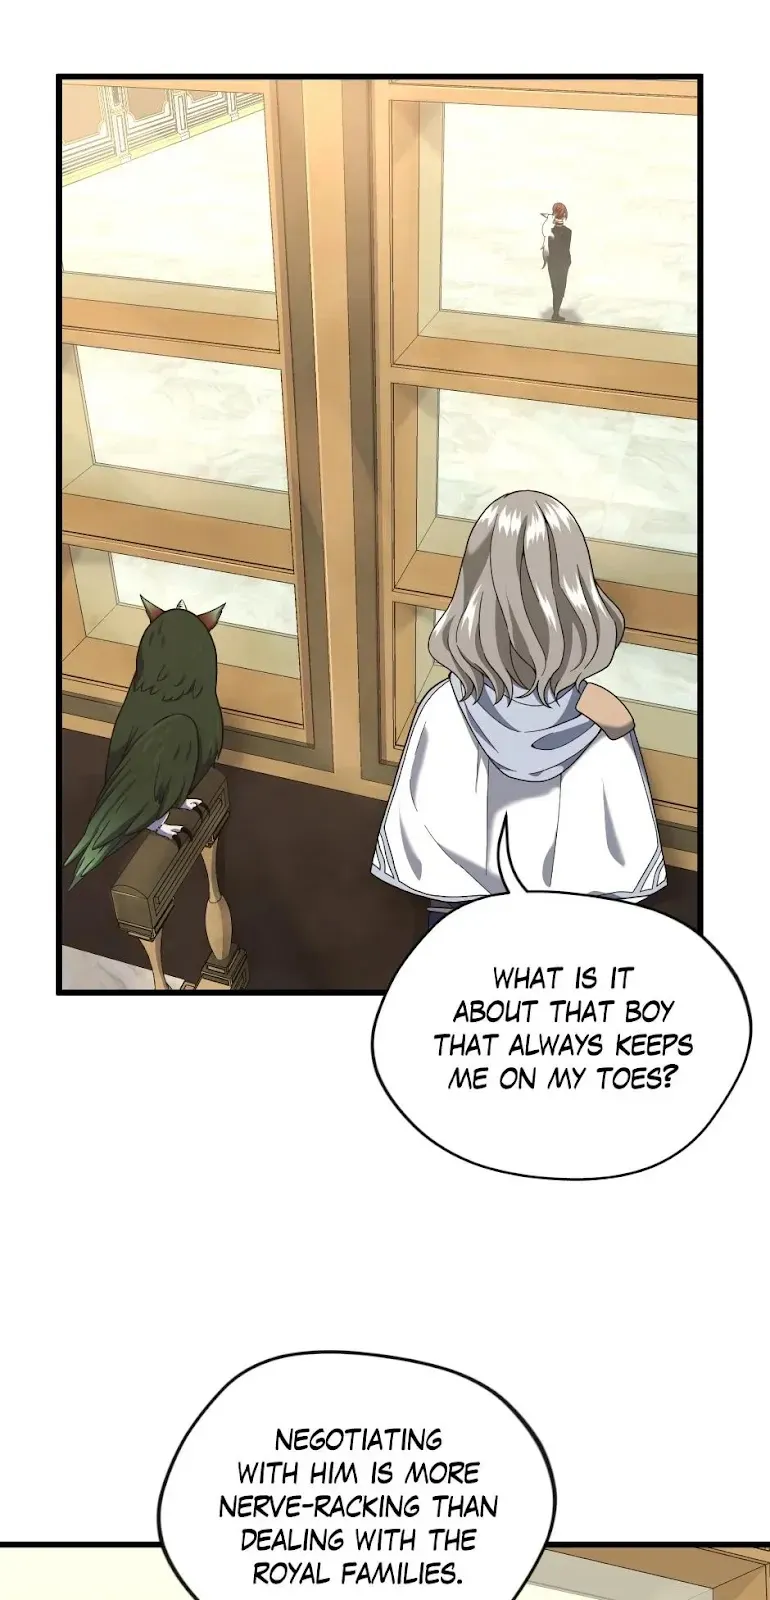 WHAT IS IT
ABOUT THAT BOY
THAT ALWAYS KEEPS
ME ON MY TOES?
NEGOTIATING
WITH HIM IS MORE
NERVE-RACKING THAN
DEALING WITH THE
ROYAL FAMILIES.